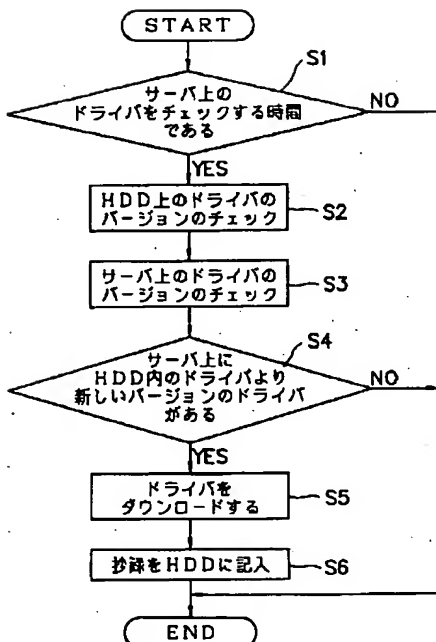 START
S1
サーバ上の
ドライバをチェックする時間
である
NO
YES
HDD上のドライバの
バージョンのチェック
S2
サーバ上のドライバの
バージョンのチェック
S3
S4
サーバ上に
HDD内のドライバより
新しいバージョンのドライバ
がある
NO
YES
ドライバを
ダウンロードする
S5
抄録をHDDに記入
S6
END